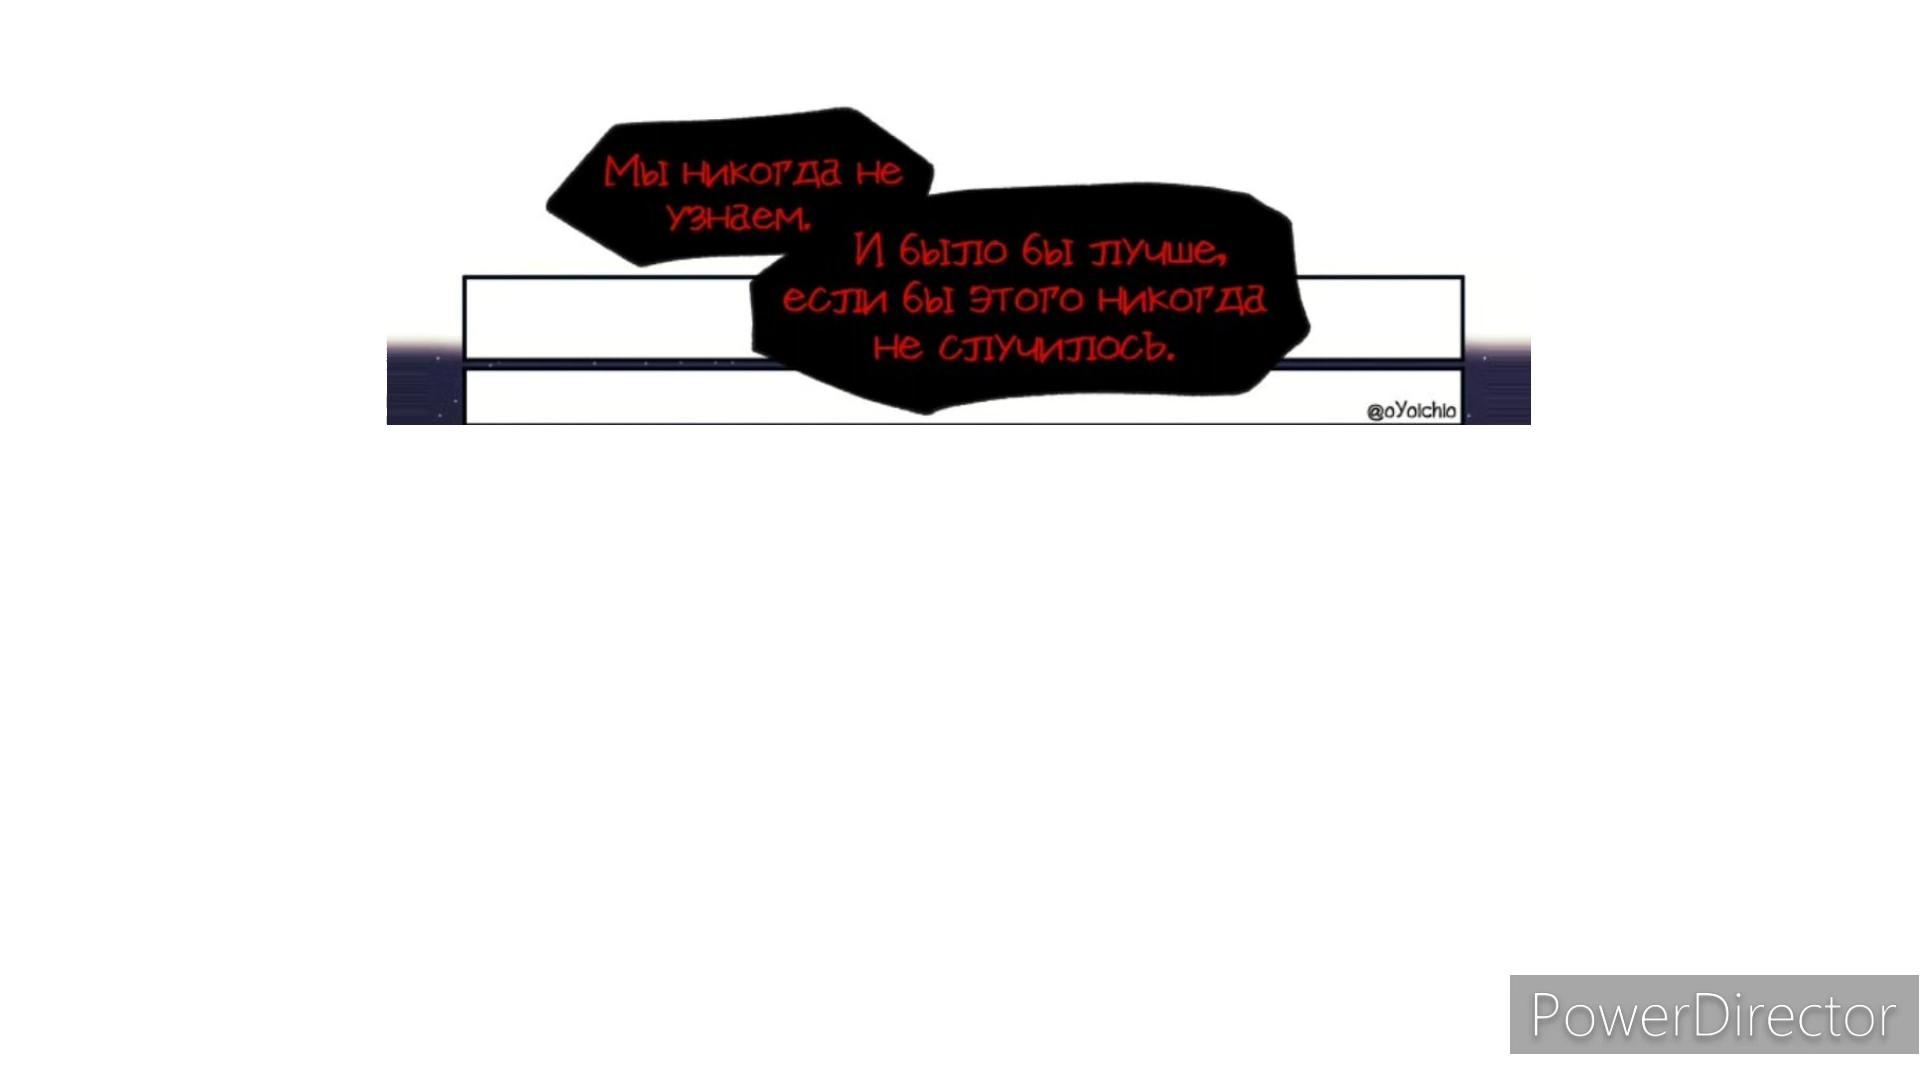 Мы никогда не
узнаем.
И было бы лучше,
если бы этого никогда
не случилось.
@oYoichio
PowerDirector